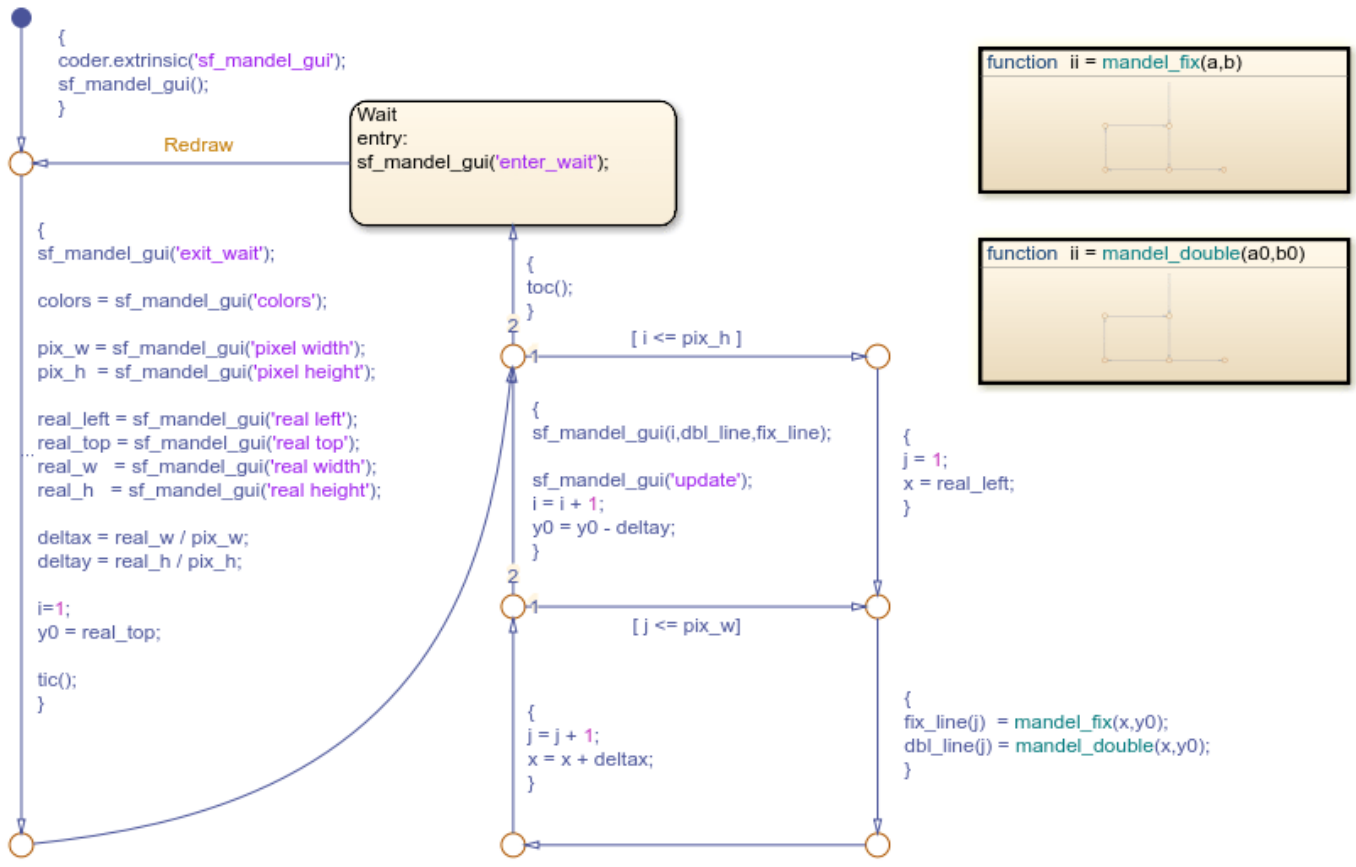 {
coder.extrinsic('sf_mandel_gui');
sf_mandel_gui();
}
Redraw
Wait
entry:
sf_mandel_gui('enter_wait');
{
sf_mandel_gui('exit_wait');
colors = sf_mandel_gui('colors');
pix_w = sf_mandel_gui('pixel width');
pix_h = sf_mandel_gui('pixel height');
real_left = sf_mandel_gui('real left');
real_top = sf_mandel_gui('real top');
real_w = sf_mandel_gui('real width');
real_h = sf_mandel_gui('real height');
deltax = real_w / pix_w;
deltay = real_h / pix_h;
i=1;
y0 = real_top;
tic();
}
{
toc();
}
2
1
[ i <= pix_h ]
{
sf_mandel_gui(i,dbl_line,fix_line);
sf_mandel_gui('update');
i = i + 1;
y0 = y0 - deltay;
}
2
1
[ j <= pix_w]
{
j = j + 1;
x = x + deltax;
}
{
j = 1;
x = real_left;
}
{
fix_line(j) = mandel_fix(x,y0);
dbl_line(j) = mandel_double(x,y0);
}
function ii = mandel_fix(a,b)
function ii = mandel_double(a0,b0)